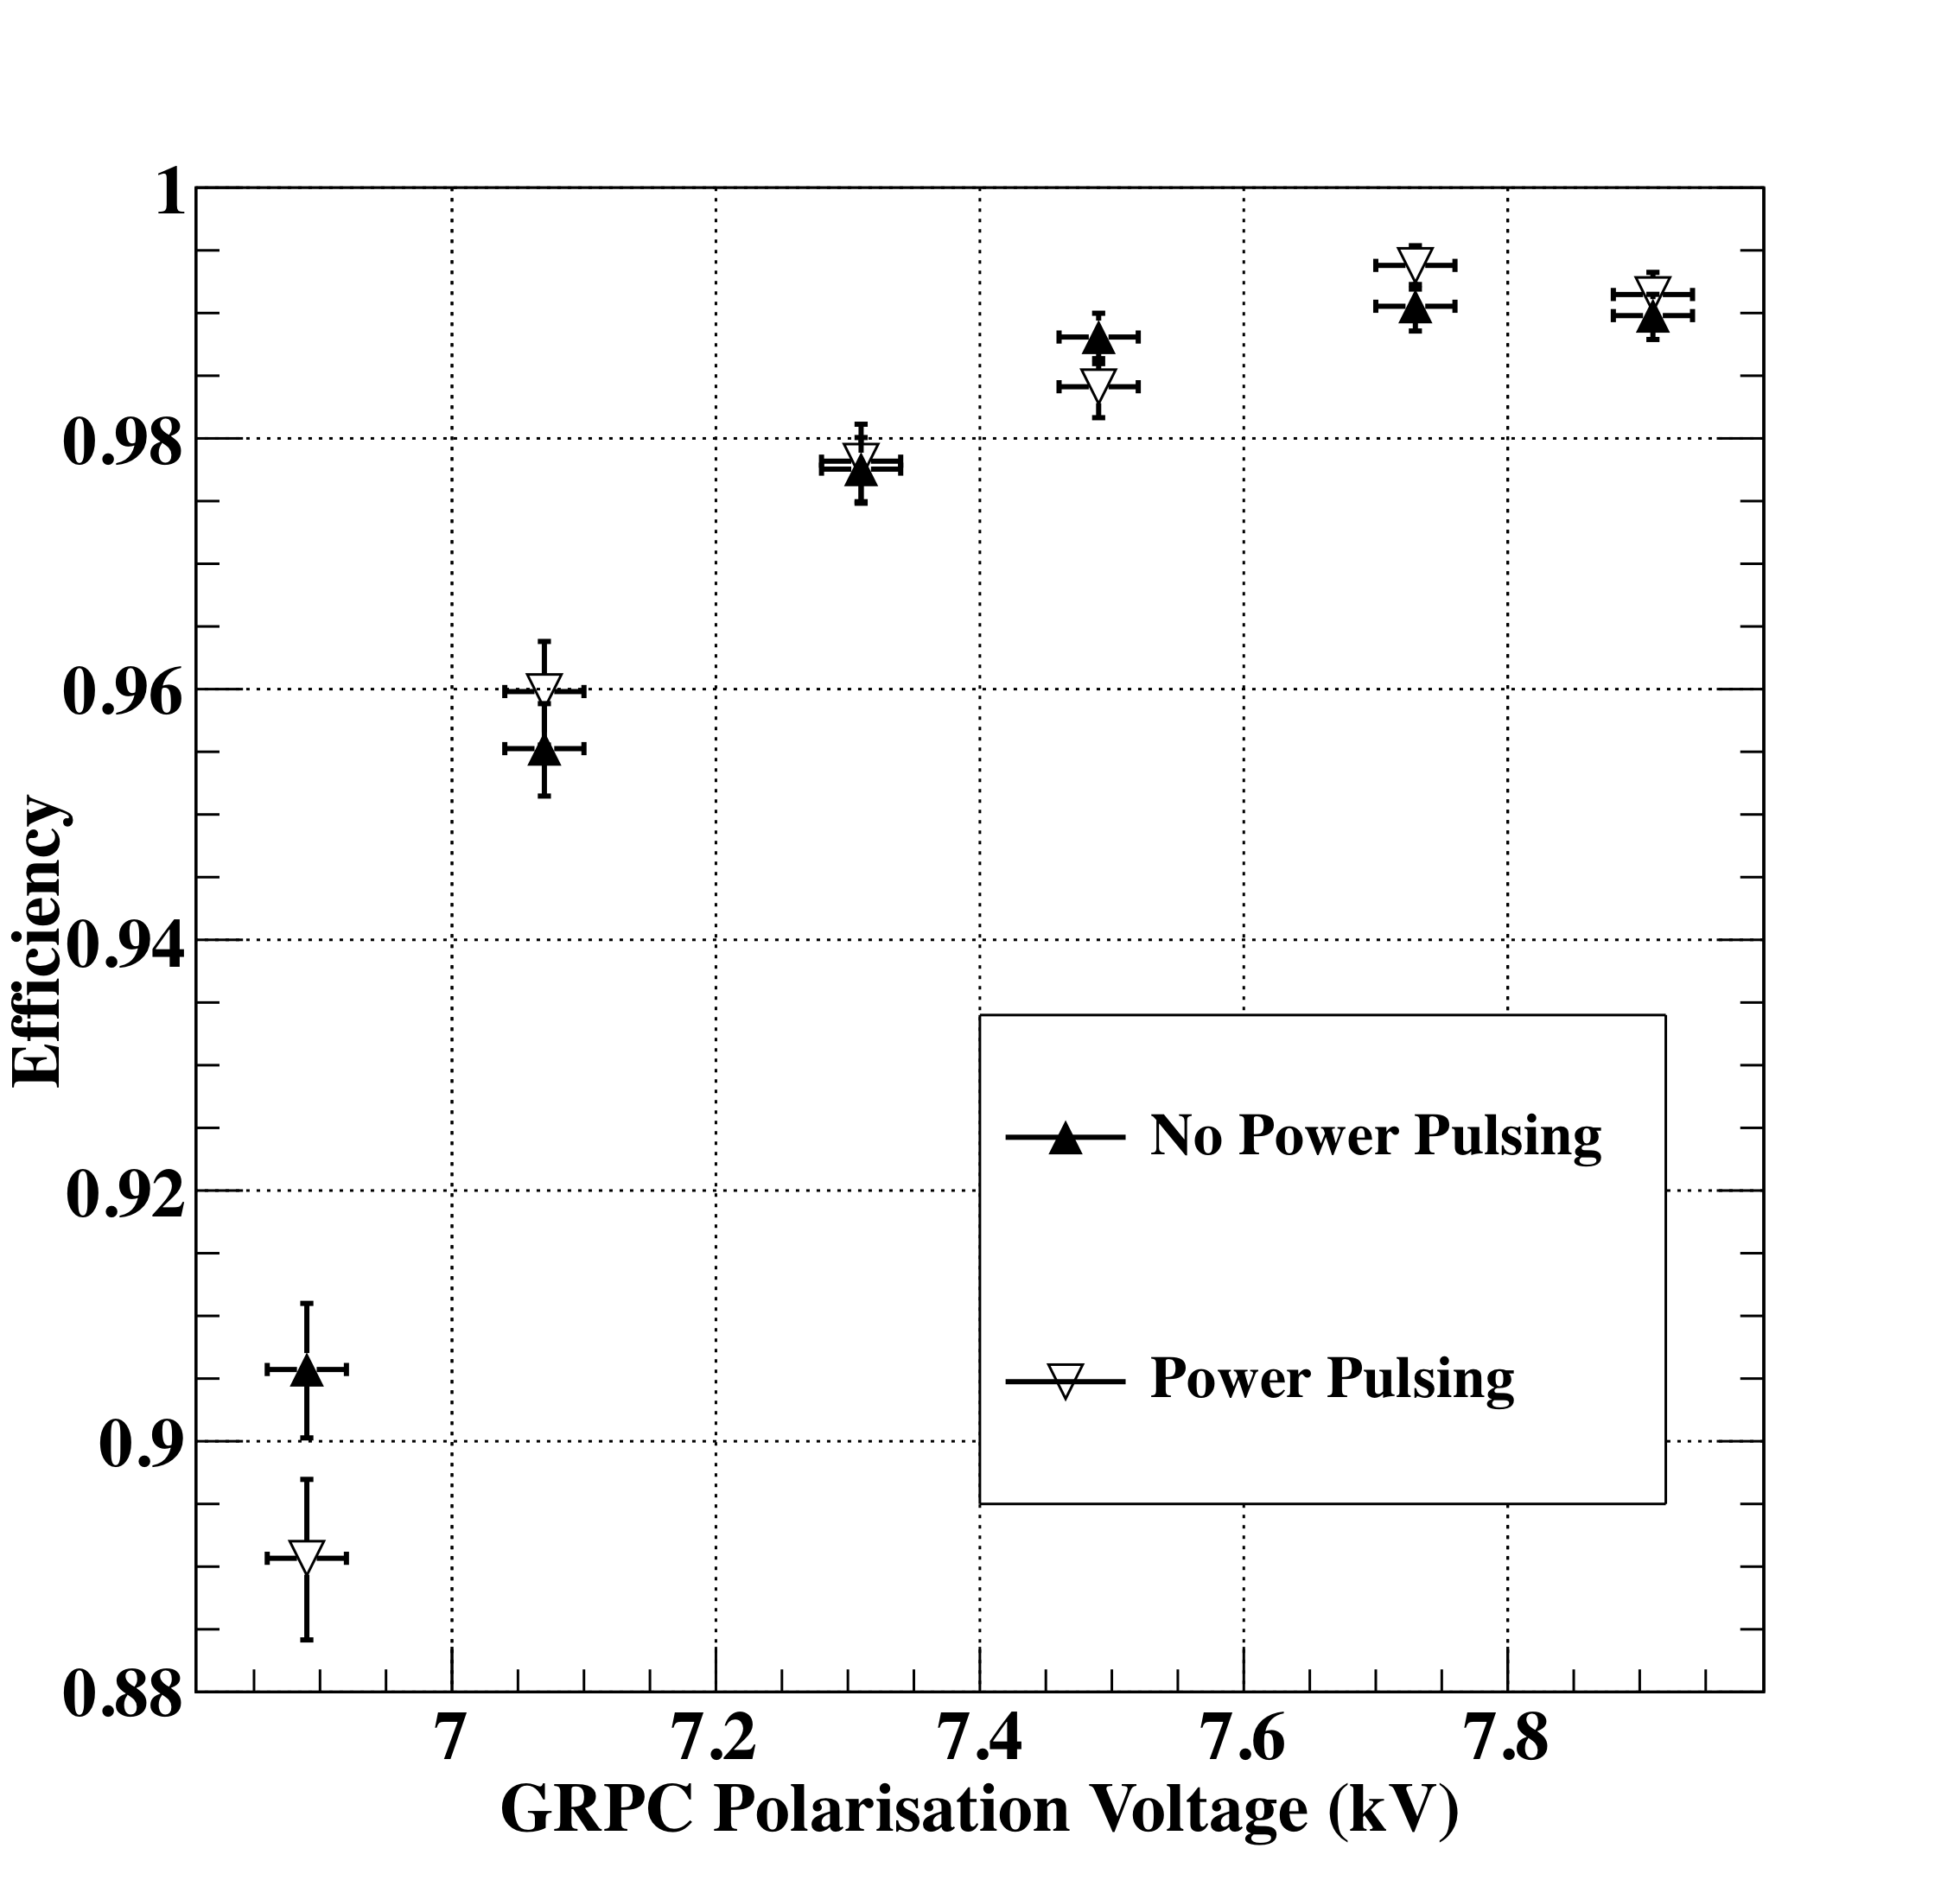 1
0.98
0.96
0.94
0.92
0.9
0.88
Efficiency
No Power Pulsing
Power Pulsing
7 7.2 7.4 7.6 7.8
GRPC Polarisation Voltage (kV)